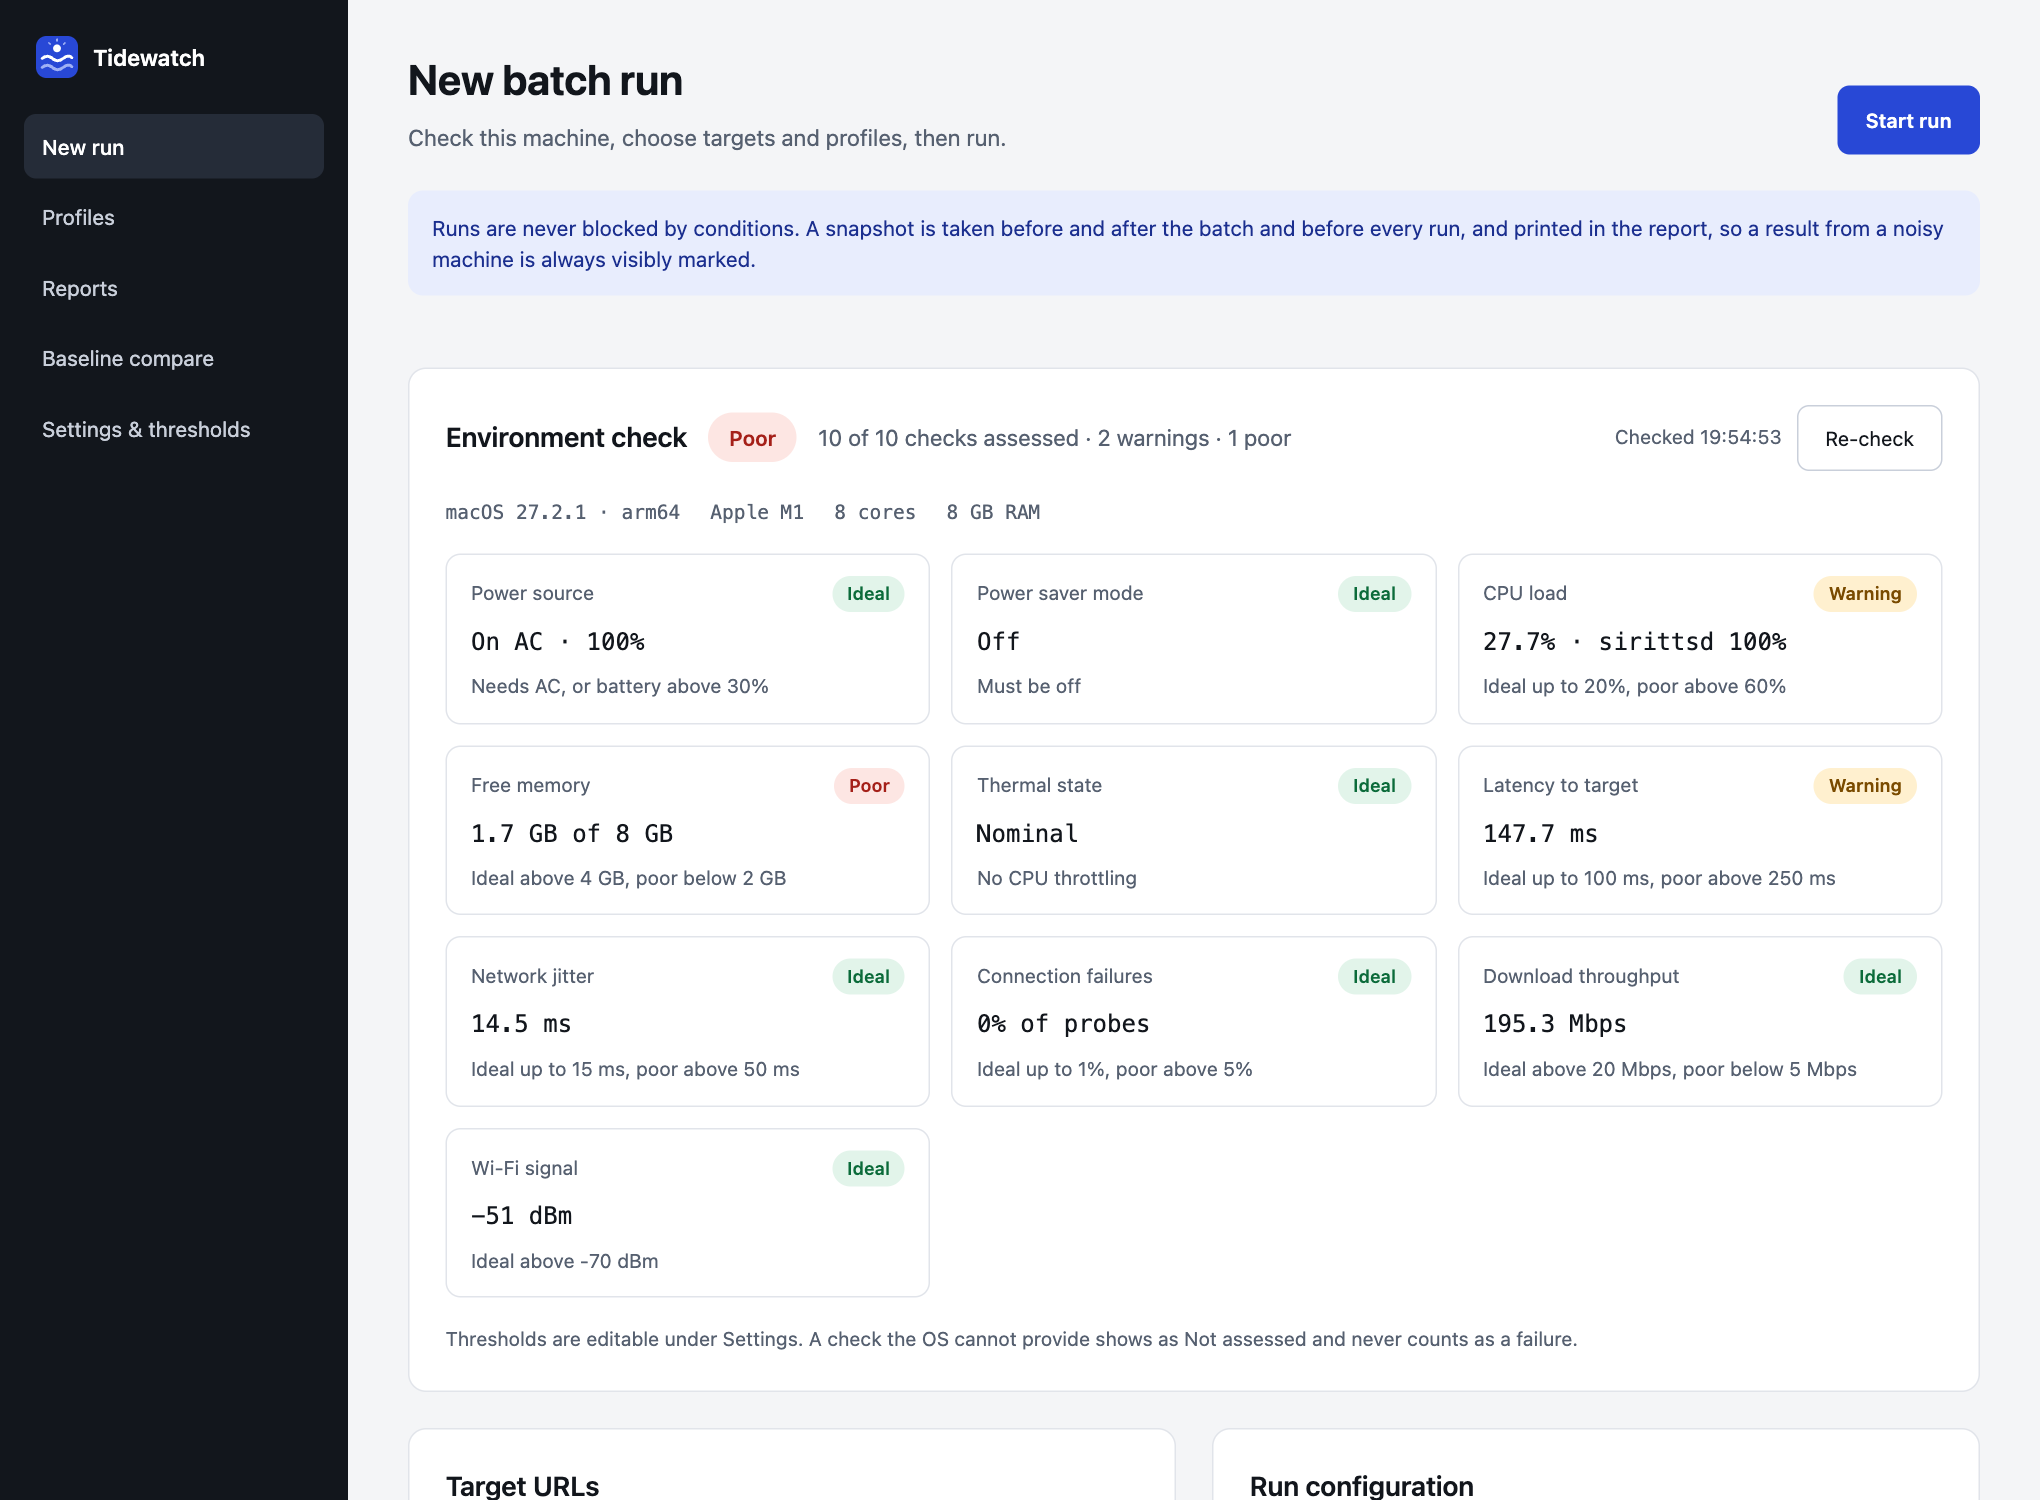 Tidewatch
New run
Profiles
Reports
Baseline compare
Settings & thresholds
New batch run
Check this machine, choose targets and profiles, then run.
Start run
Runs are never blocked by conditions. A snapshot is taken before and after the batch and before every run, and printed in the report, so a result from a noisy
machine is always visibly marked.
Environment check
Poor
10 of 10 checks assessed · 2 warnings · 1 poor
Checked 19:54:53
Re-check
macOS 27.2.1 · arm64 Apple M1 8 cores 8 GB RAM
Power source
Ideal
On AC · 100%
Needs AC, or battery above 30%
Power saver mode
Ideal
Off
Must be off
CPU load
Warning
27.7% · sirittsd 100%
Ideal up to 20%, poor above 60%
Free memory
Poor
1.7 GB of 8 GB
Ideal above 4 GB, poor below 2 GB
Thermal state
Ideal
Nominal
No CPU throttling
Latency to target
Warning
147.7 ms
Ideal up to 100 ms, poor above 250 ms
Network jitter
Ideal
14.5 ms
Ideal up to 15 ms, poor above 50 ms
Connection failures
Ideal
0% of probes
Ideal up to 1%, poor above 5%
Download throughput
Ideal
195.3 Mbps
Ideal above 20 Mbps, poor below 5 Mbps
Wi-Fi signal
Ideal
−51 dBm
Ideal above -70 dBm
Thresholds are editable under Settings. A check the OS cannot provide shows as Not assessed and never counts as a failure.
Target URLs
Run configuration